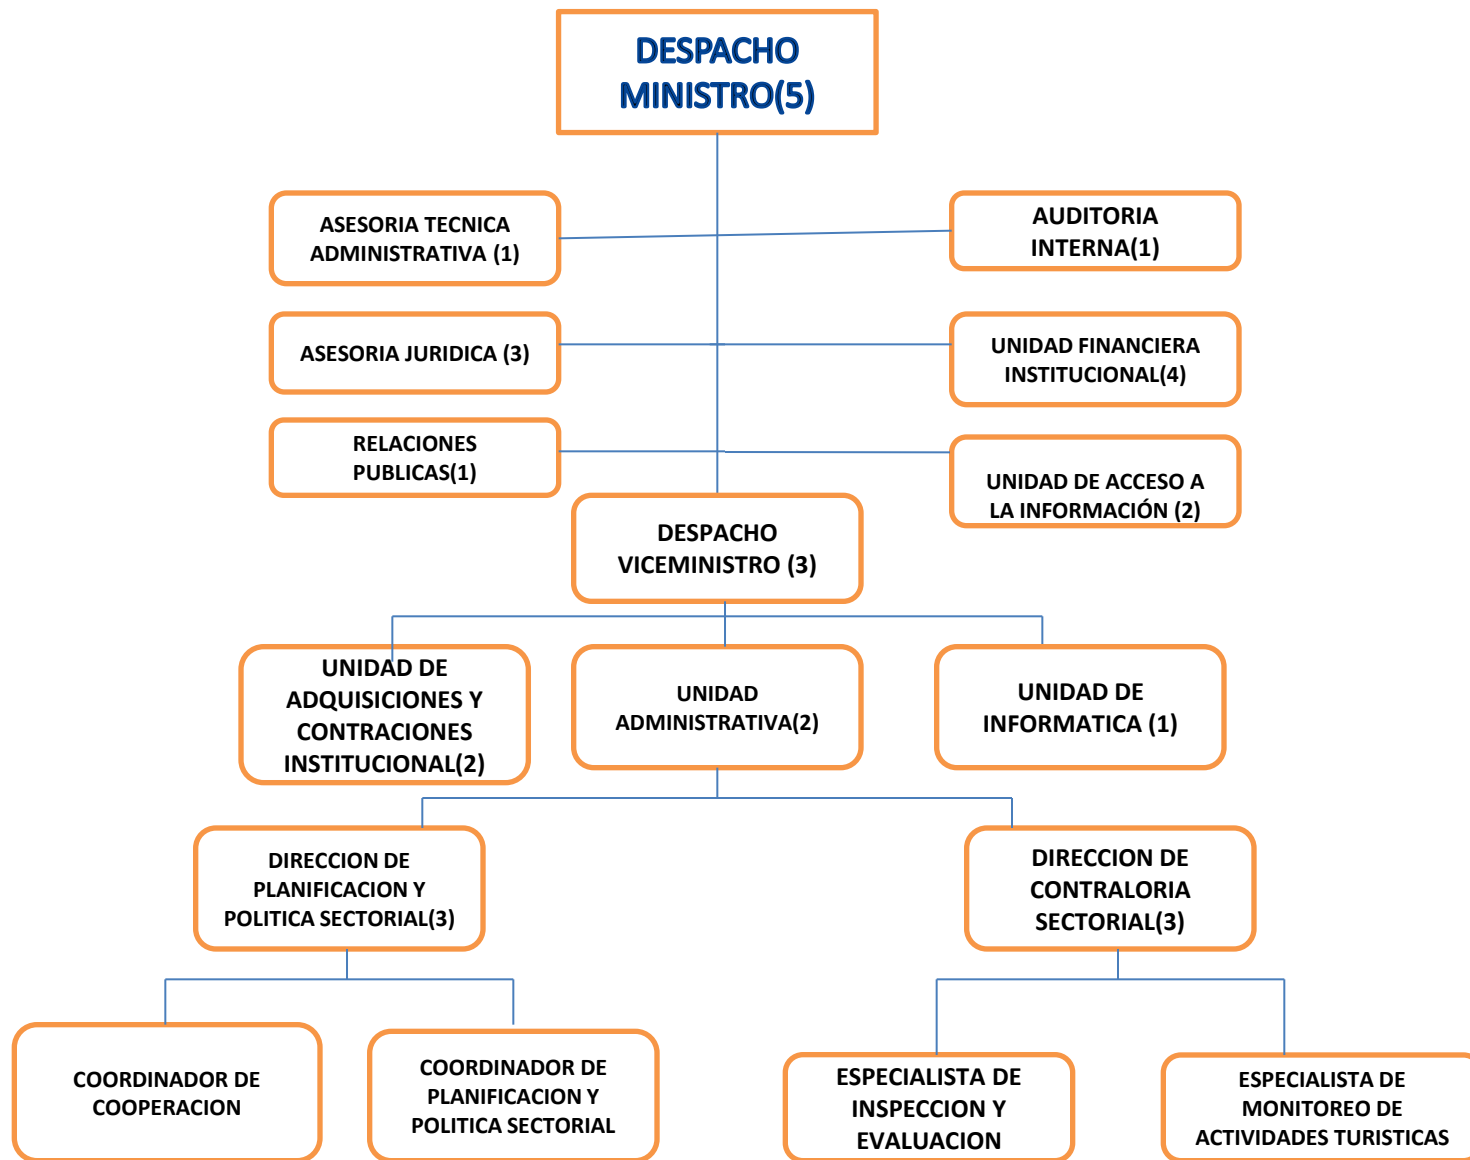 DESPACHO
MINISTRO(5)
ASESORIA TECNICA
ADMINISTRATIVA (1)
AUDITORIA
INTERNA(1)
ASESORIA JURIDICA (3)
UNIDAD FINANCIERA
INSTITUCIONAL(4)
RELACIONES
PUBLICAS(1)
UNIDAD DE ACCESO A
LA INFORMACIÓN (2)
DESPACHO
VICEMINISTRO (3)
UNIDAD DE
ADQUISICIONES Y
CONTRACIONES
INSTITUCIONAL(2)
UNIDAD
ADMINISTRATIVA(2)
UNIDAD DE
INFORMATICA (1)
DIRECCION DE
PLANIFICACION Y
POLITICA SECTORIAL(3)
DIRECCION DE
CONTRALORIA
SECTORIAL(3)
COORDINADOR DE
COOPERACION
COORDINADOR DE
PLANIFICACION Y
POLITICA SECTORIAL
ESPECIALISTA DE
INSPECCION Y
EVALUACION
ESPECIALISTA DE
MONITOREO DE
ACTIVIDADES TURISTICAS